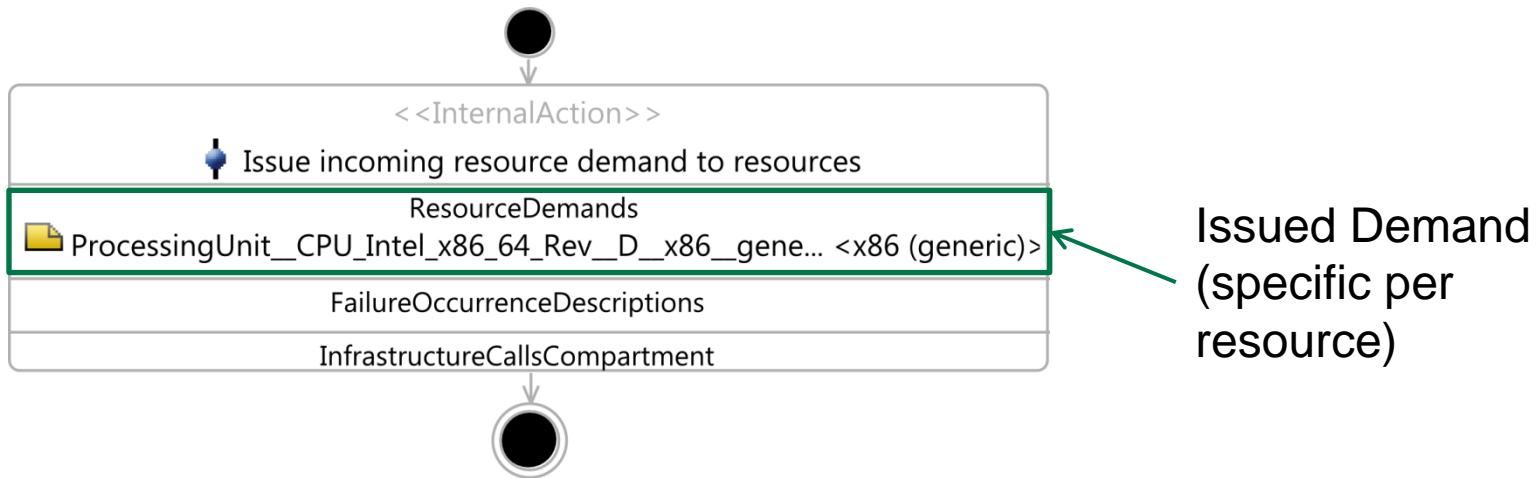 <<InternalAction>>
Issue incoming resource demand to resources
ResourceDemands
ProcessingUnit__CPU_Intel_x86_64_Rev__D__x86__gene... <x86 (generic)>
FailureOccurrenceDescriptions
InfrastructureCallsCompartment
Issued Demand
(specific per
resource)